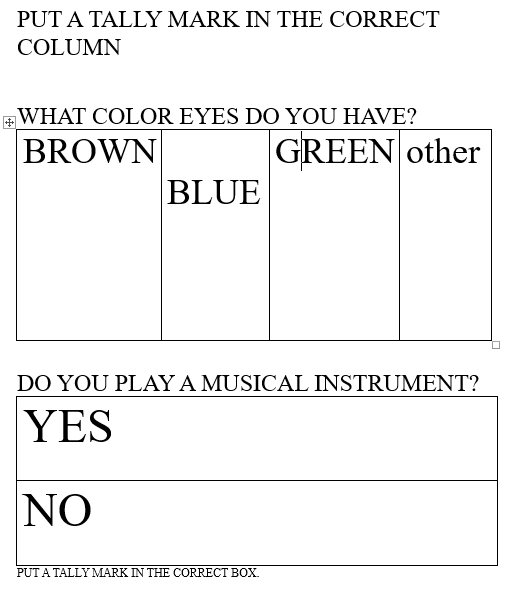 PUT A TALLY MARK IN THE CORRECT
COLUMN
WHAT COLOR EYES DO YOU HAVE?
BROWN
BLUE
GREEN
other
DO YOU PLAY A MUSICAL INSTRUMENT?
YES
NO
PUT A TALLY MARK IN THE CORRECT BOX.